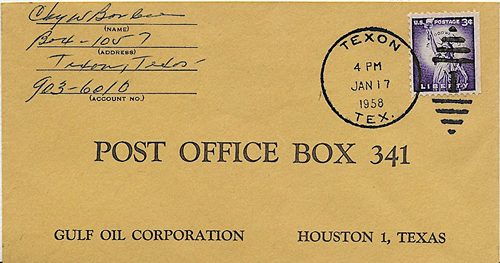 (NAME)
Box-1057
(ADDRESS)
Texon, Texas
903-6010
(ACCOUNT NO.)
TEXON
4 PM
JAN 17
1958
TEX.
U.S. POSTAGE 3¢
LIBERTY
POST OFFICE BOX 341
GULF OIL CORPORATION HOUSTON 1, TEXAS